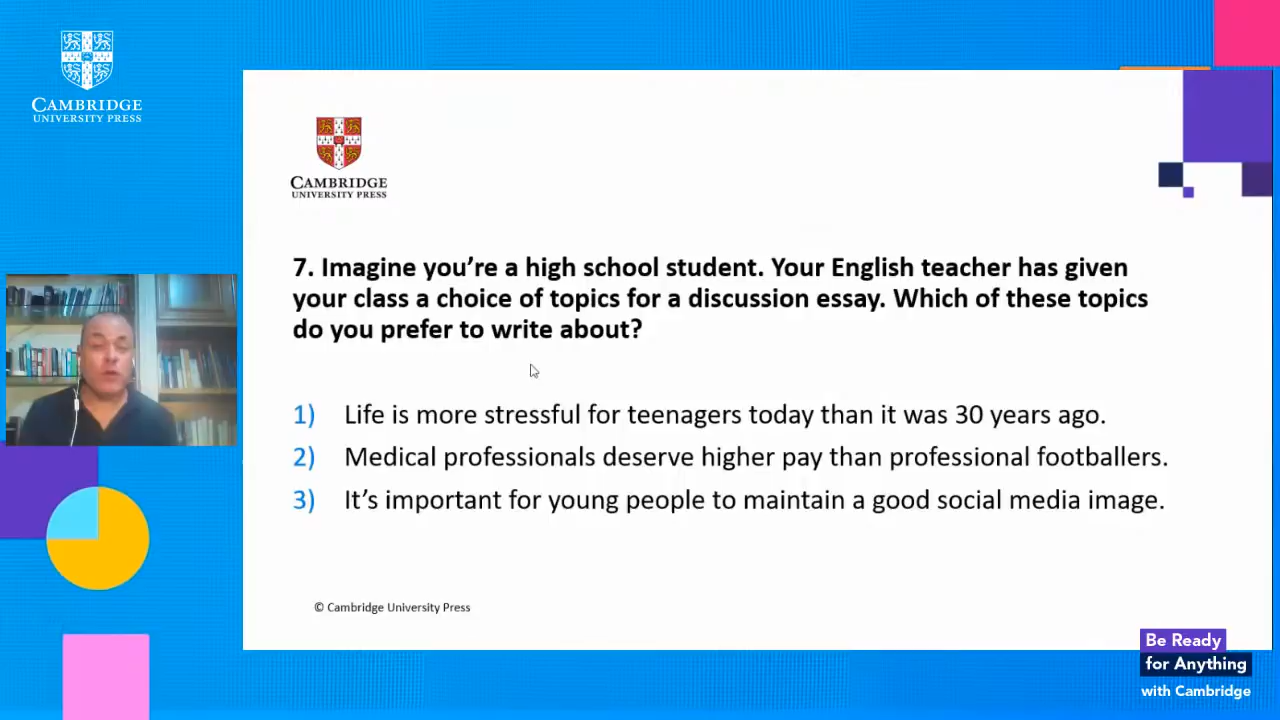 CAMBRIDGE
UNIVERSITY PRESS
CAMBRIDGE
UNIVERSITY PRESS
7. Imagine you’re a high school student. Your English teacher has given
your class a choice of topics for a discussion essay. Which of these topics
do you prefer to write about?
1) Life is more stressful for teenagers today than it was 30 years ago.
2) Medical professionals deserve higher pay than professional footballers.
3) It’s important for young people to maintain a good social media image.
© Cambridge University Press
Be Ready
for Anything
with Cambridge